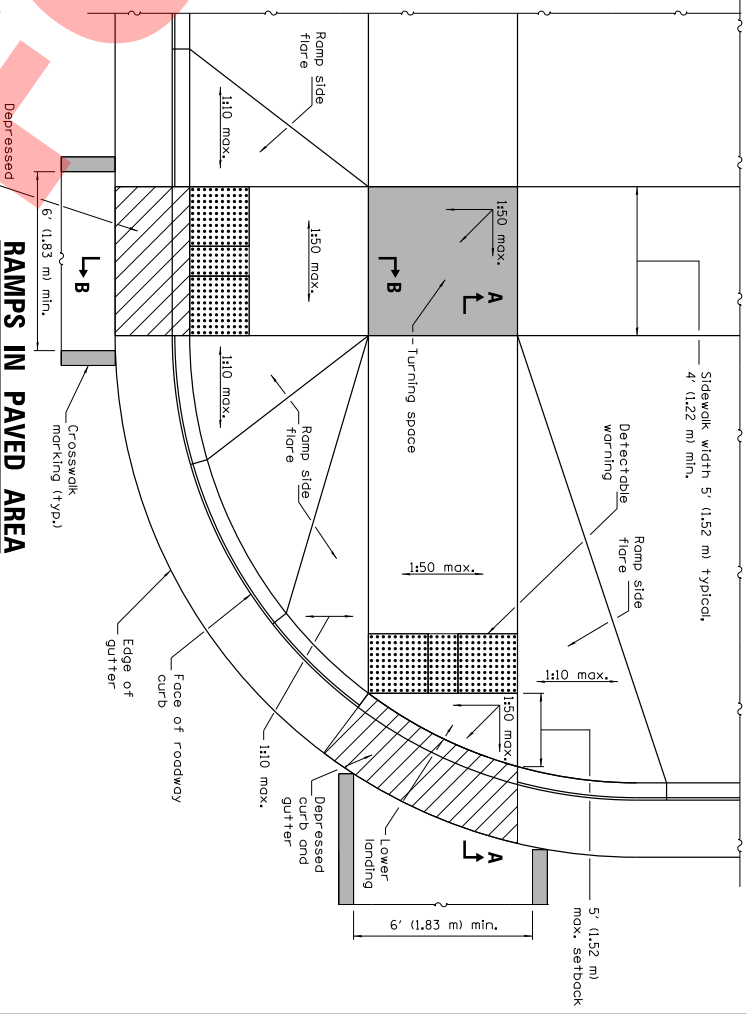 Ramp side
flare
1:10 max.
Depressed
6' (1.83 m) min.
B
RAMPS IN PAVED AREA
1:50 max.
1:50 max.
A
B
Turning space
Sidewalk width 5' (1.52 m) typical,
4' (1.22 m) min.
1:10 max.
Ramp side
flare
Crosswalk
marking (typ.)
Detectable
warning
Ramp side
flare
1:50 max.
1:10 max.
Edge of
gutter
Face of roadway
curb
1:10 max.
1:50
max.
Depressed
curb and
gutter
Lower
landing
A
6' (1.83 m) min.
5' (1.52 m)
max. setback